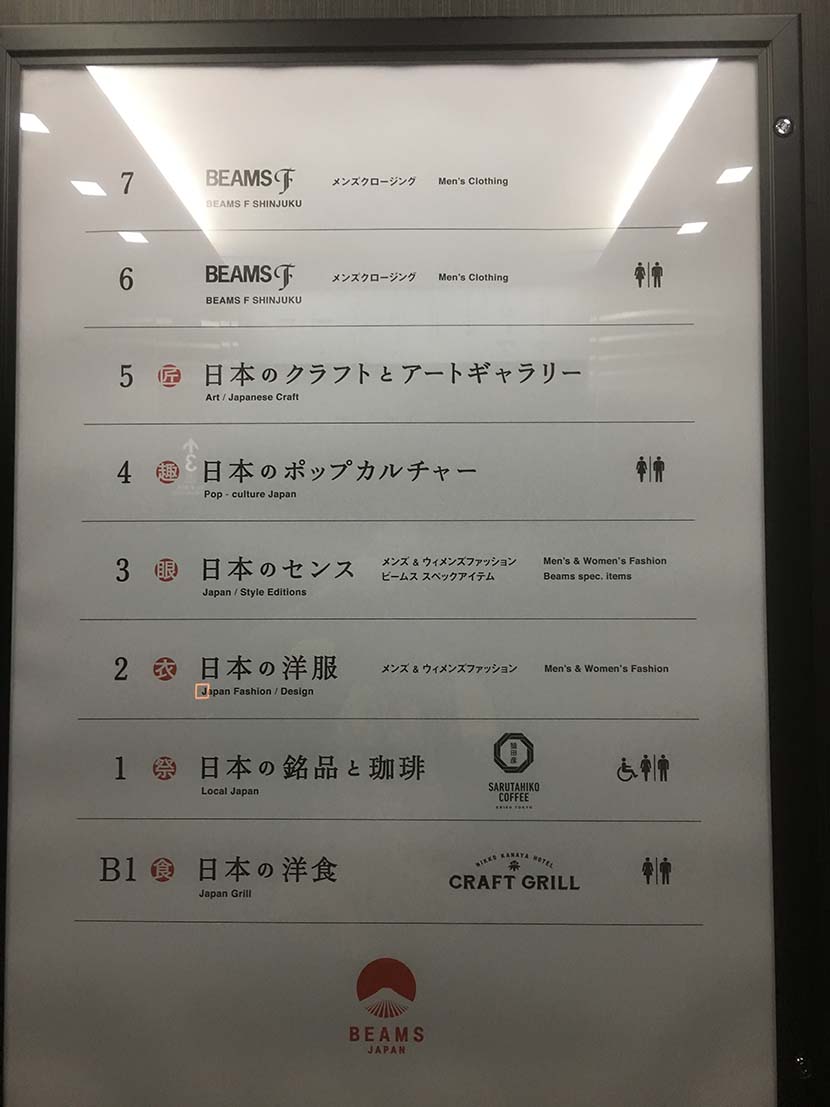 7 BEAMS F メンズクロージング Men's Clothing
BEAMS F SHINJUKU
6 BEAMS F メンズクロージング Men's Clothing
BEAMS F SHINJUKU
5 匠 日本のクラフトとアートギャラリー
Art / Japanese Craft
4 趣 日本のポップカルチャー
Pop - culture Japan
3 眼 日本のセンス メンズ & ウィメンズファッション Men's & Women's Fashion
ビームス スペックアイテム Beams spec. items
Japan / Style Editions
2 衣 日本の洋服 メンズ & ウィメンズファッション Men's & Women's Fashion
Japan Fashion / Design
1 祭 日本の銘品と珈琲 猿田彦
Local Japan
SARUTAHIKO
COFFEE
B1 食 日本の洋食
Japan Grill
NIKKO KANAYA HOTEL
CRAFT GRILL
BEAMS
JAPAN